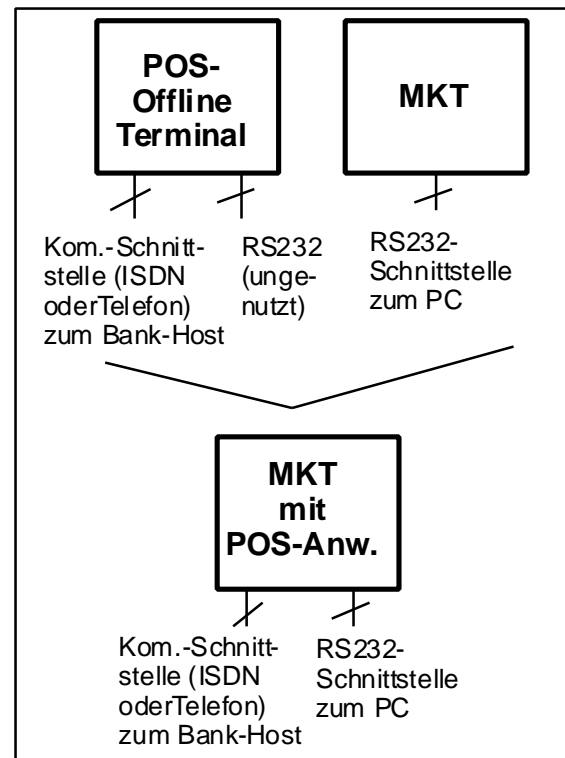 POS-
Offline
Terminal
MKT
Kom.-Schnitt-
stelle (ISDN
oderTelefon)
zum Bank-Host
RS232
(unge-
nutzt)
RS232-
Schnittstelle
zum PC
MKT
mit
POS-Anw.
Kom.-Schnitt-
stelle (ISDN
oderTelefon)
zum Bank-Host
RS232-
Schnittstelle
zum PC